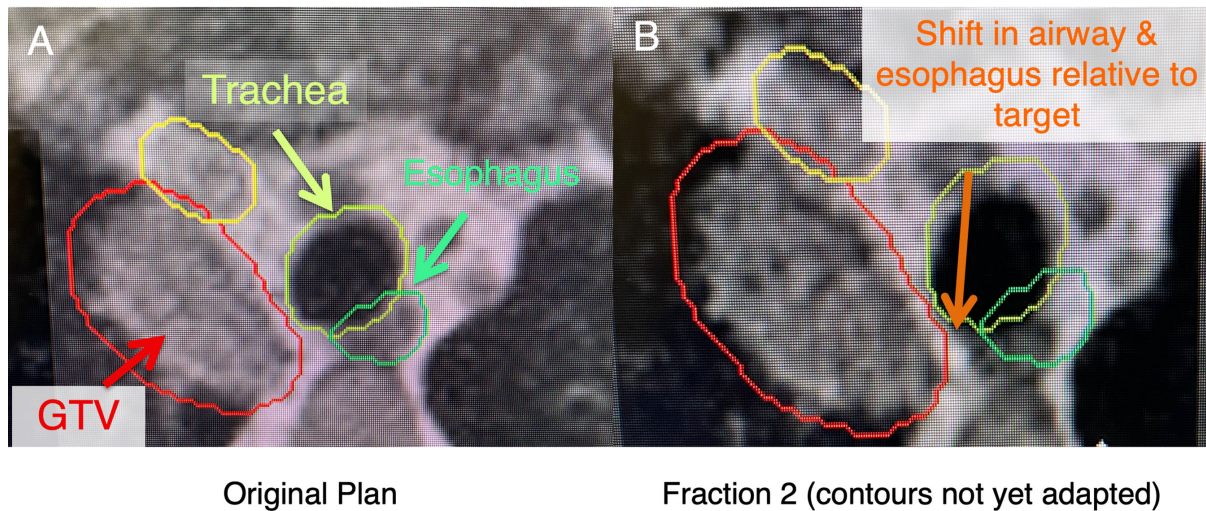 A
Trachea
Esophagus
GTV
B
Shift in airway &
esophagus relative to
target
Original Plan
Fraction 2 (contours not yet adapted)